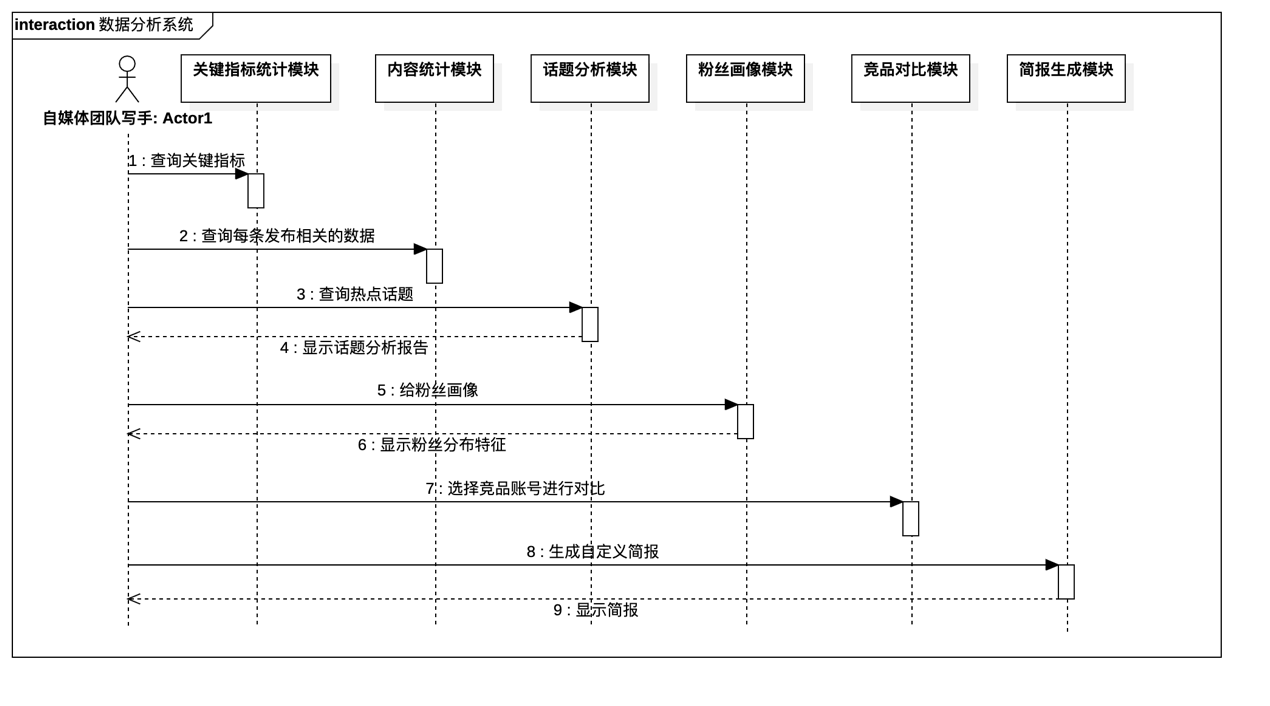 interaction 数据分析系统
关键指标统计模块
内容统计模块
话题分析模块
粉丝画像模块
竞品对比模块
简报生成模块
自媒体团队写手: Actor1
1 : 查询关键指标
2 : 查询每条发布相关的数据
3 : 查询热点话题
4 : 显示话题分析报告
5 : 给粉丝画像
6 : 显示粉丝分布特征
7 : 选择竞品账号进行对比
8 : 生成自定义简报
9 : 显示简报